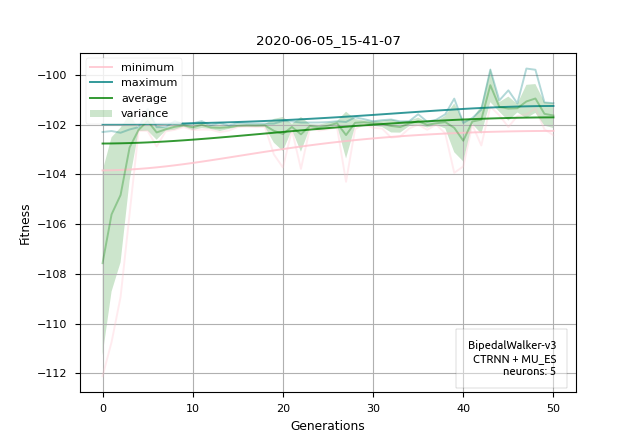 2020-06-05_15-41-07
minimum
maximum
average
variance
Fitness
−100
−102
−104
−106
−108
−110
−112
BipedalWalker-v3
CTRNN + MU_ES
neurons: 5
0
10
20
30
40
50
Generations